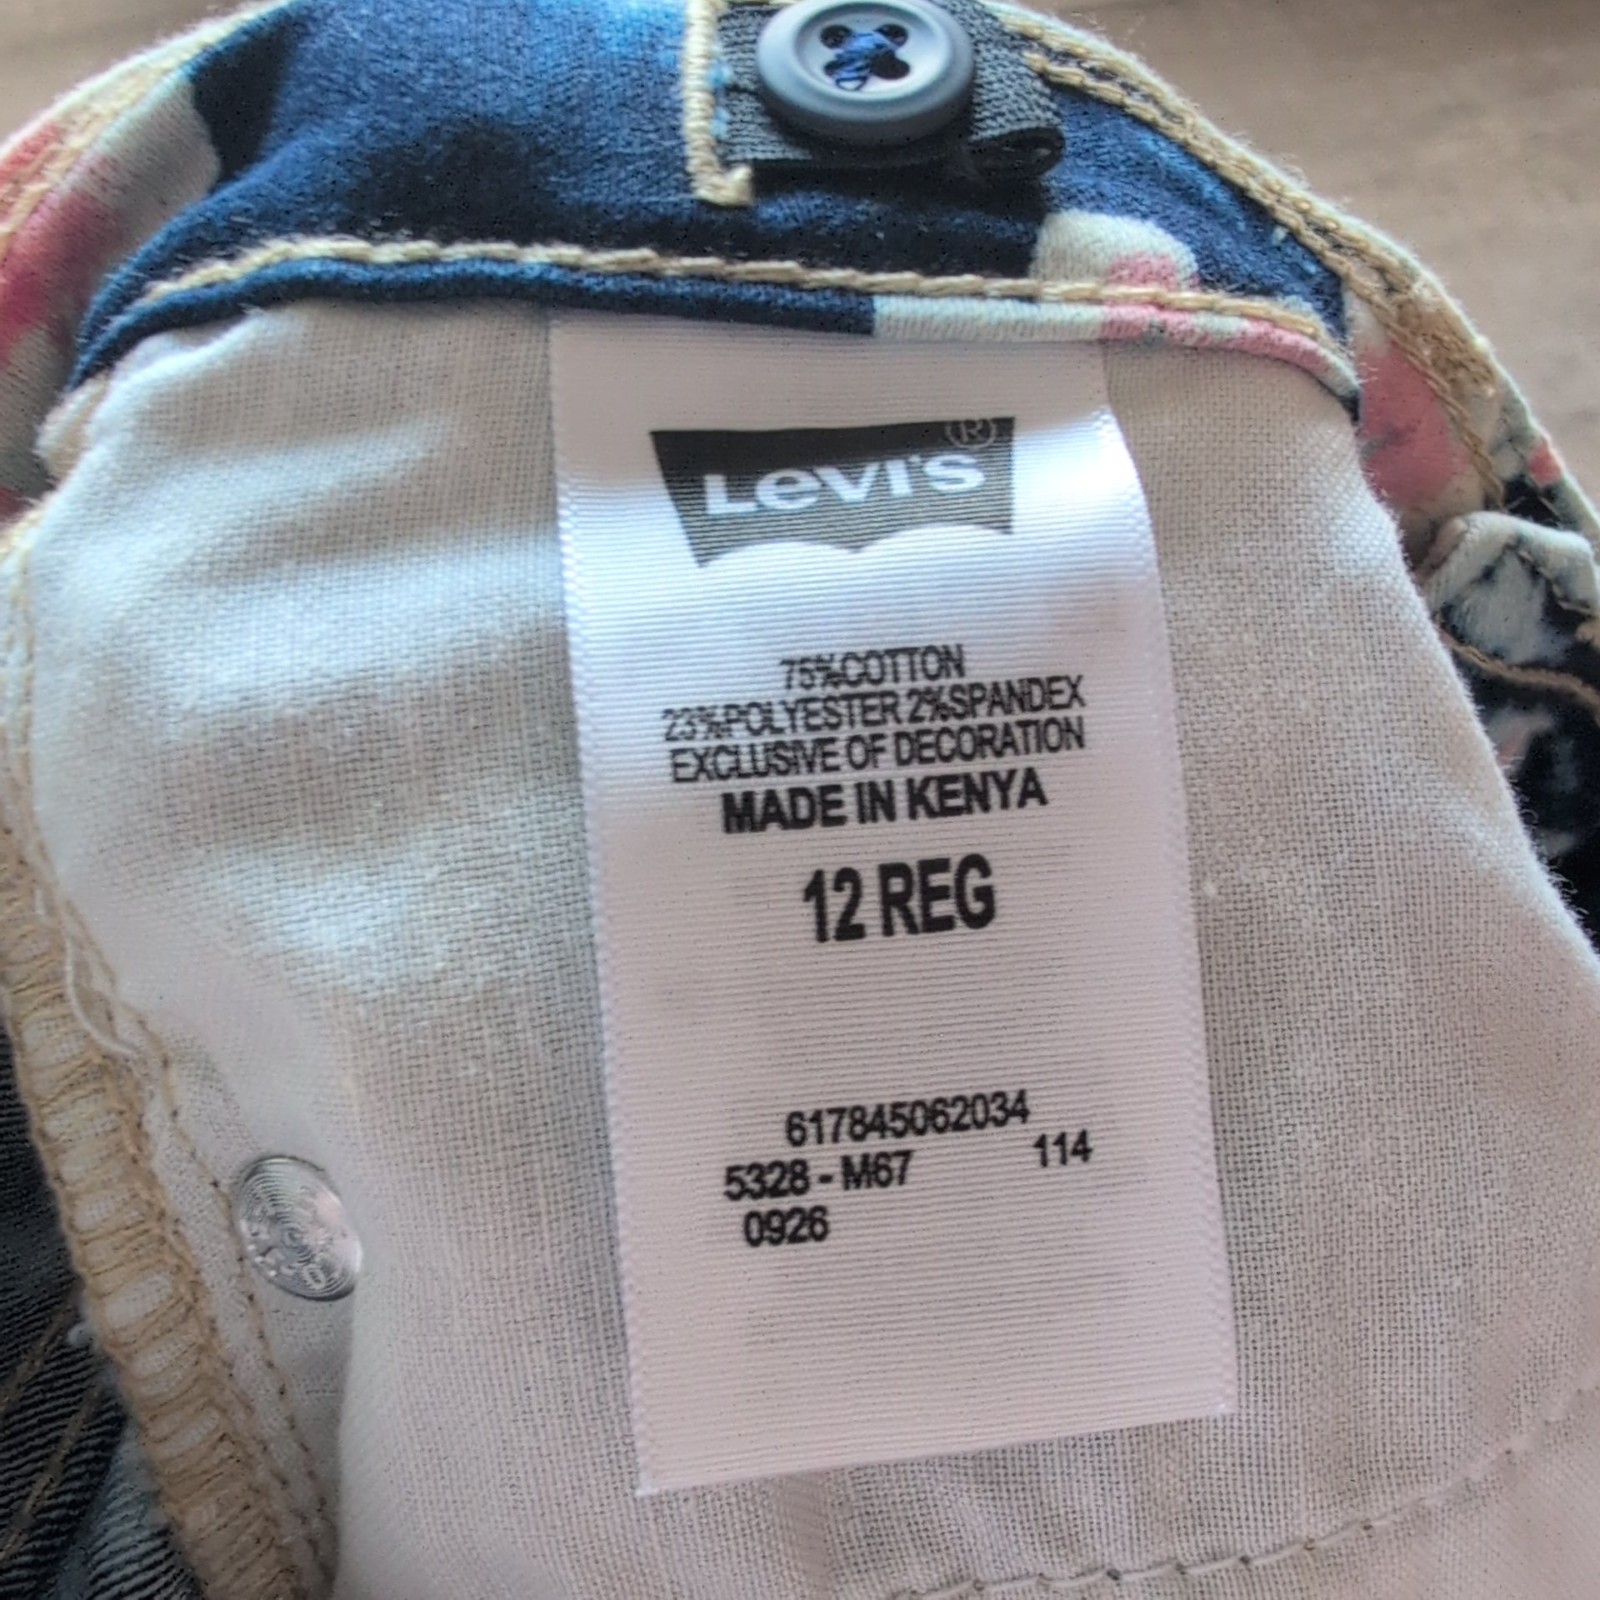 Levi's®
75%COTTON
23%POLYESTER 2%SPANDEX
EXCLUSIVE OF DECORATION
MADE IN KENYA
12 REG
617845062034
5328 - M67 114
0926